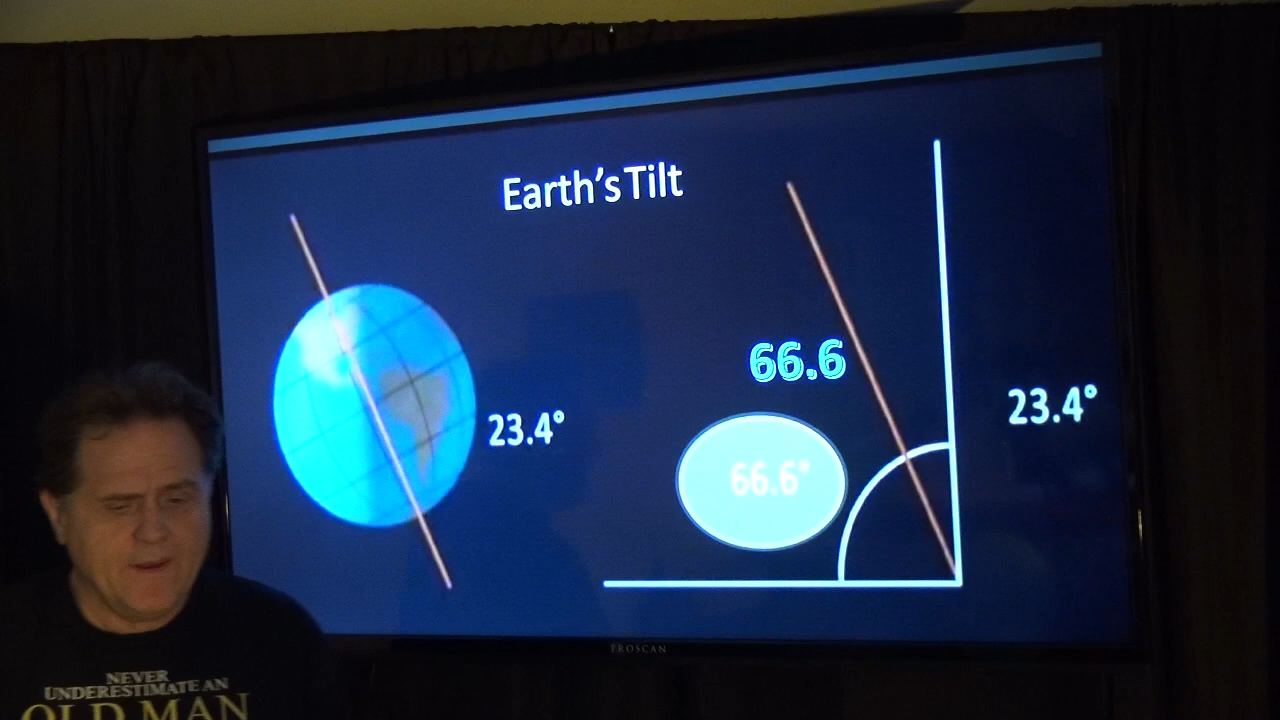 Earth's Tilt
66.6
23.4°
23.4°
66.6°
PROSCAN
NEVER
UNDERESTIMATE AN
OLD MAN